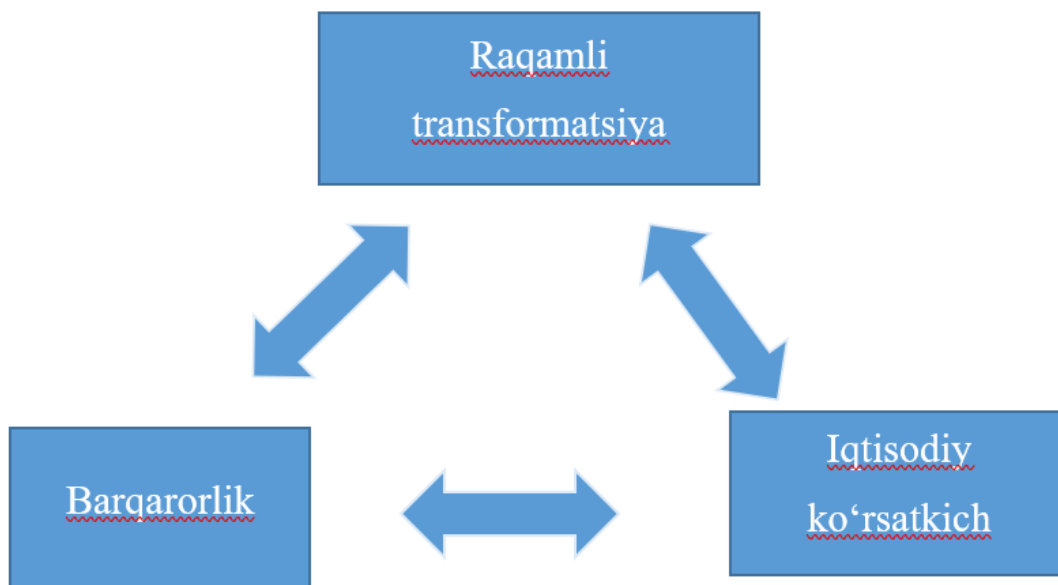 Raqamli
transformatsiya
Barqarorlik
Iqtisodiy
ko‘rsatkich